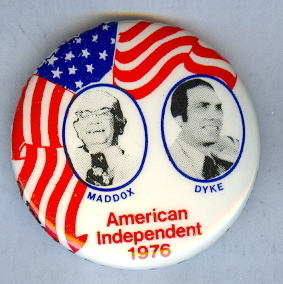 MADDOX
DYKE
American
Independent
1976